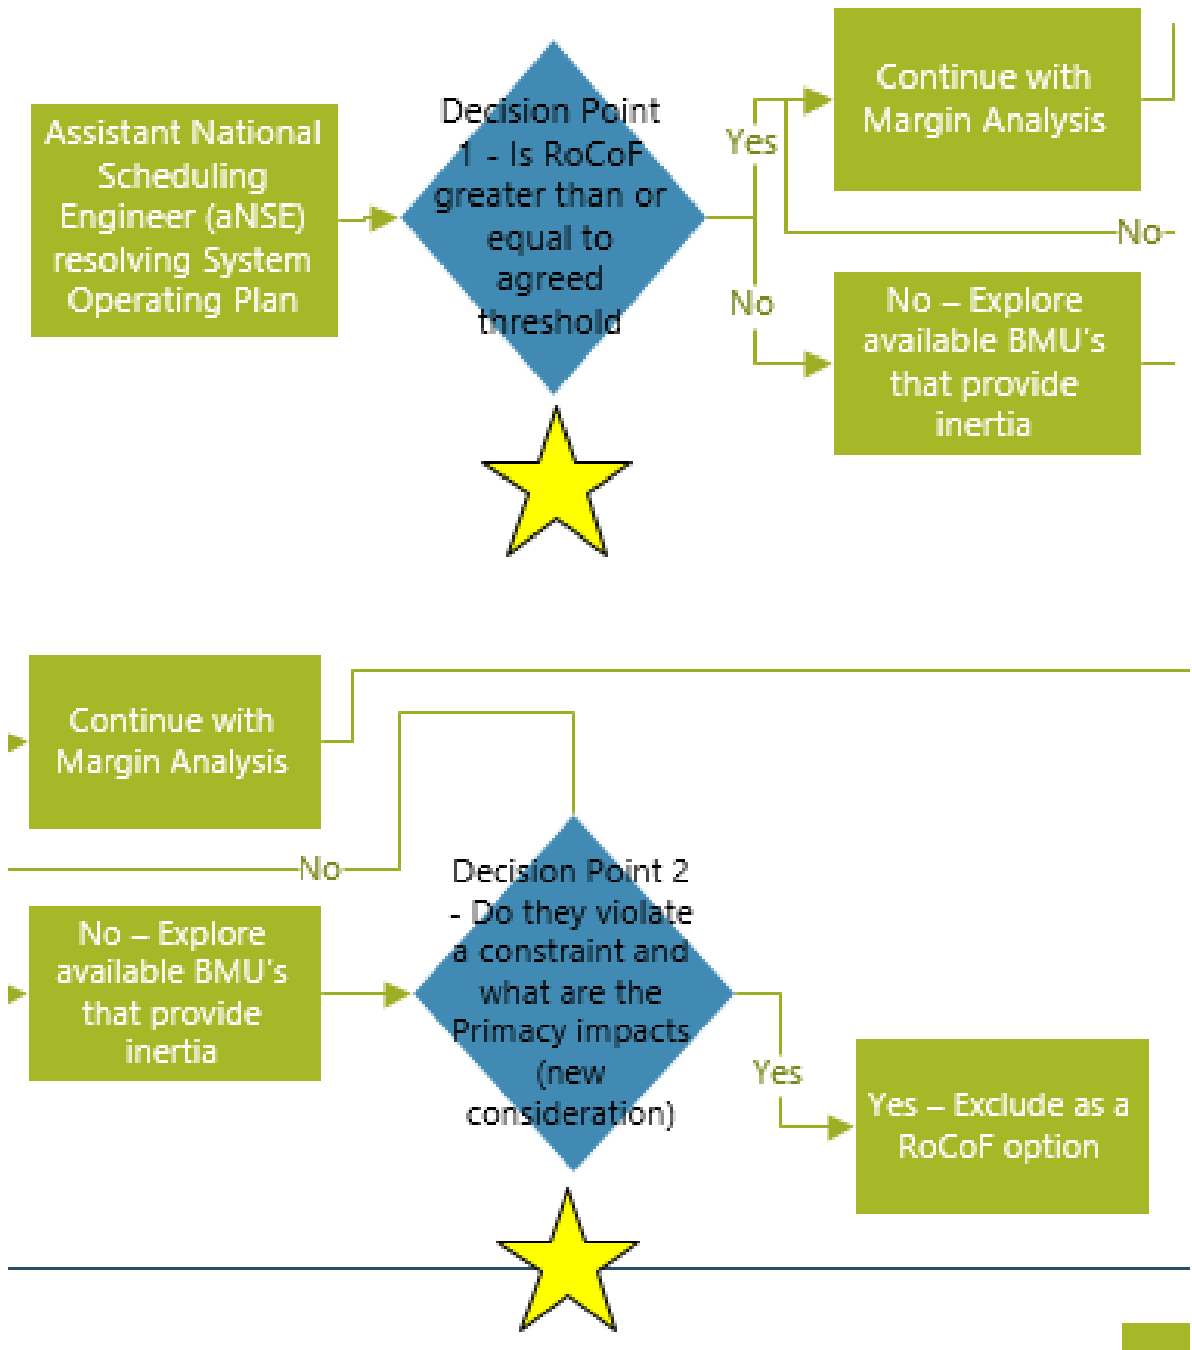 Assistant National
Scheduling
Engineer (aNSE)
resolving System
Operating Plan
Decision Point
1 - Is RoCoF
greater than or
equal to
agreed
threshold
Yes
No
Continue with
Margin Analysis
No
No – Explore
available BMU's
that provide
inertia
Continue with
Margin Analysis
No
No – Explore
available BMU's
that provide
inertia
Decision Point 2
- Do they violate
a constraint and
what are the
Primacy impacts
(new
consideration)
Yes
Yes – Exclude as a
RoCoF option